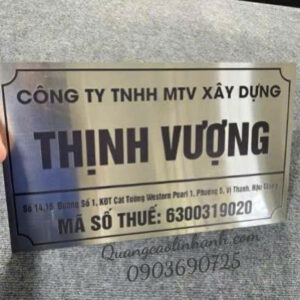 CÔNG TY TNHH MTV XÂY DỰNG
THỊNH VƯỢNG
Số 14,15, Đường Số 1, KĐT Cát Tường Western Pearl 1, Phường 5, Vị Thanh, Hậu Giang
MÃ SỐ THUẾ: 6300319020
Quangcaolinhanh.com
0903690725